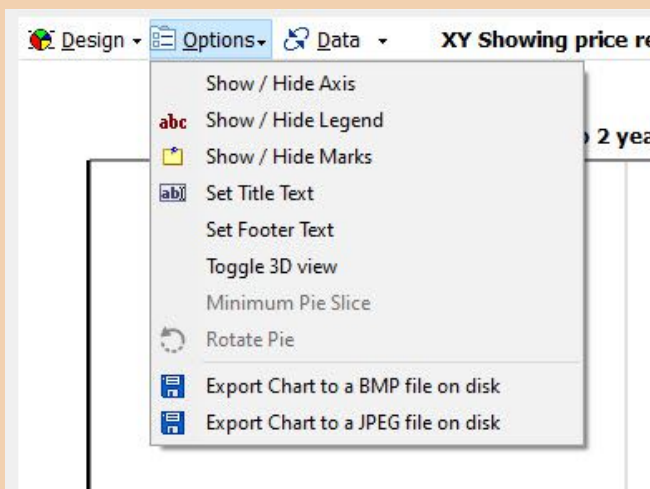 Design Options Data XY Showing price re
Show / Hide Axis
abc Show / Hide Legend
2 yea
Show / Hide Marks
ab Set Title Text
Set Footer Text
Toggle 3D view
Minimum Pie Slice
Rotate Pie
Export Chart to a BMP file on disk
Export Chart to a JPEG file on disk